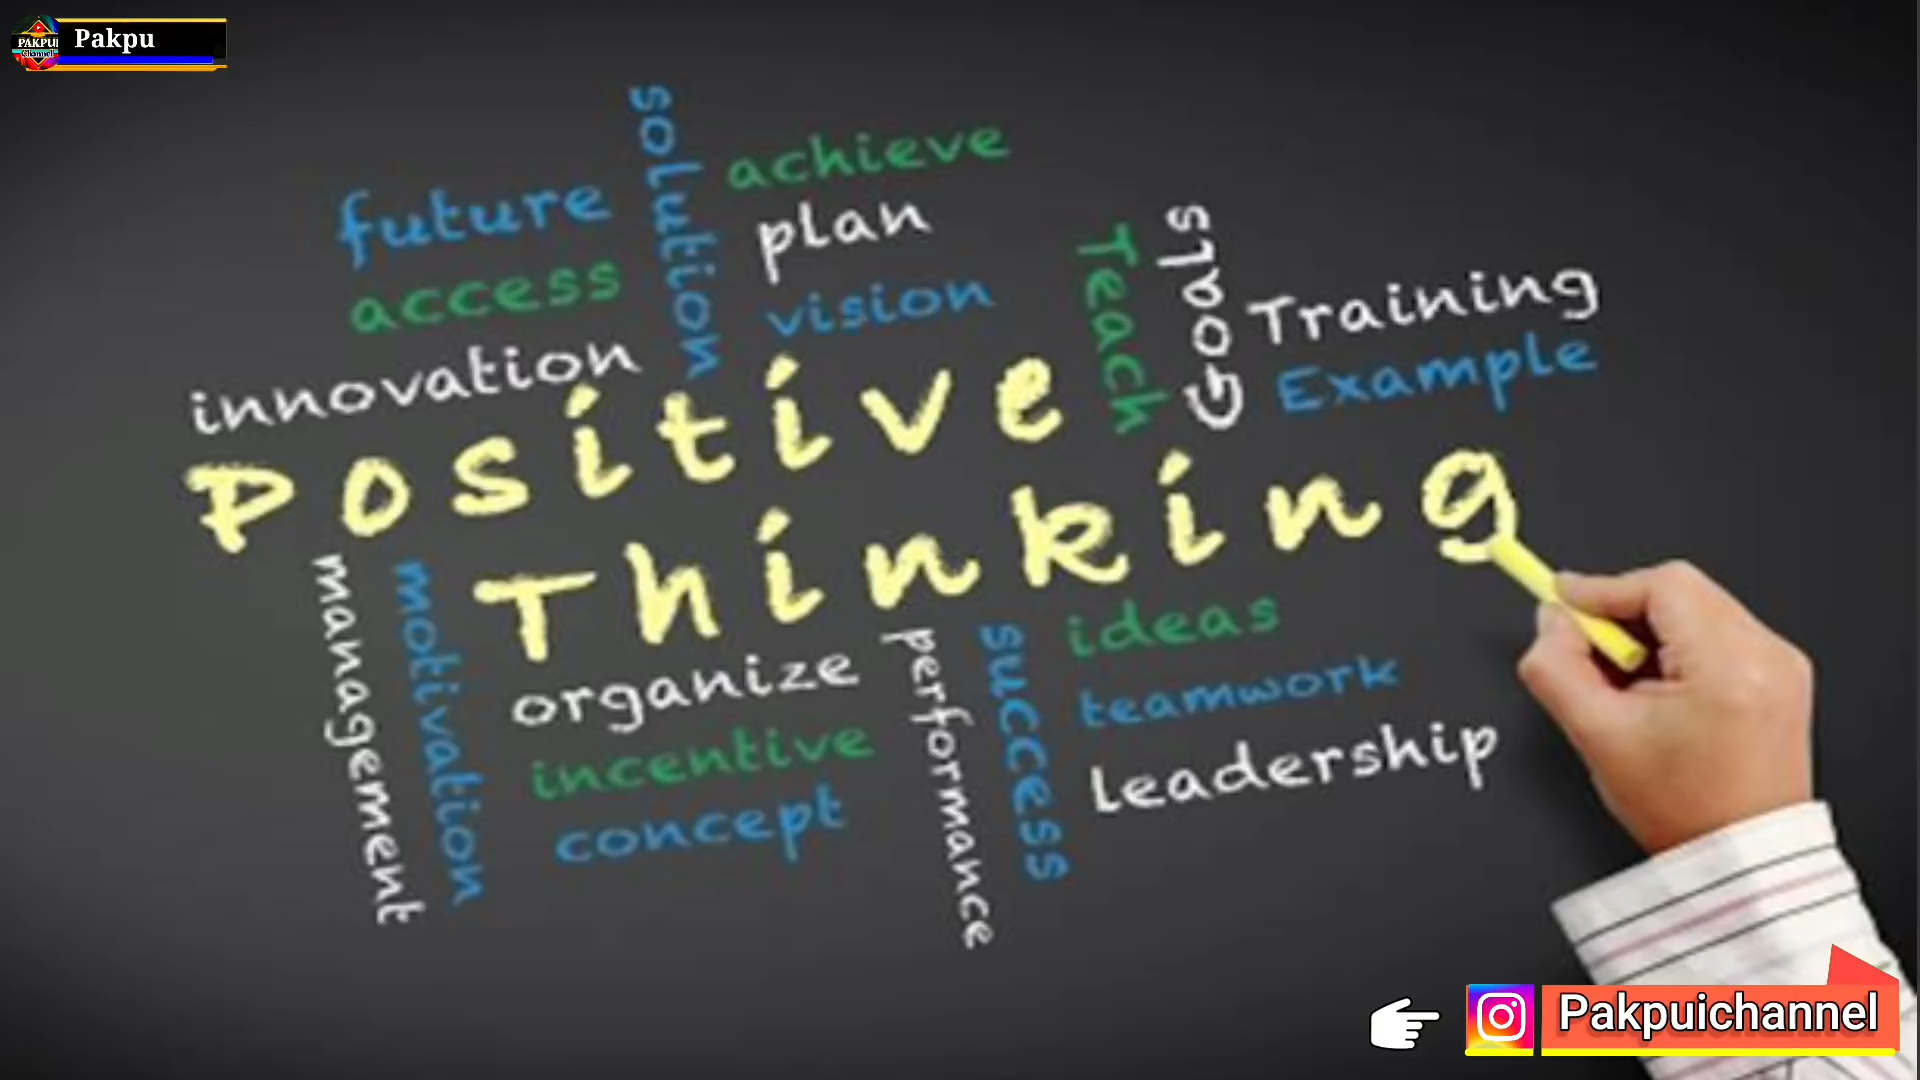 PAKPUI
Channel
Pakpu
solution
achieve
future
plan
access
vision
innovation
Teach
Goals
Training
Example
Positive
Thinking
management
motivation
organize
incentive
concept
performance
success
ideas
teamwork
leadership
Pakpuichannel